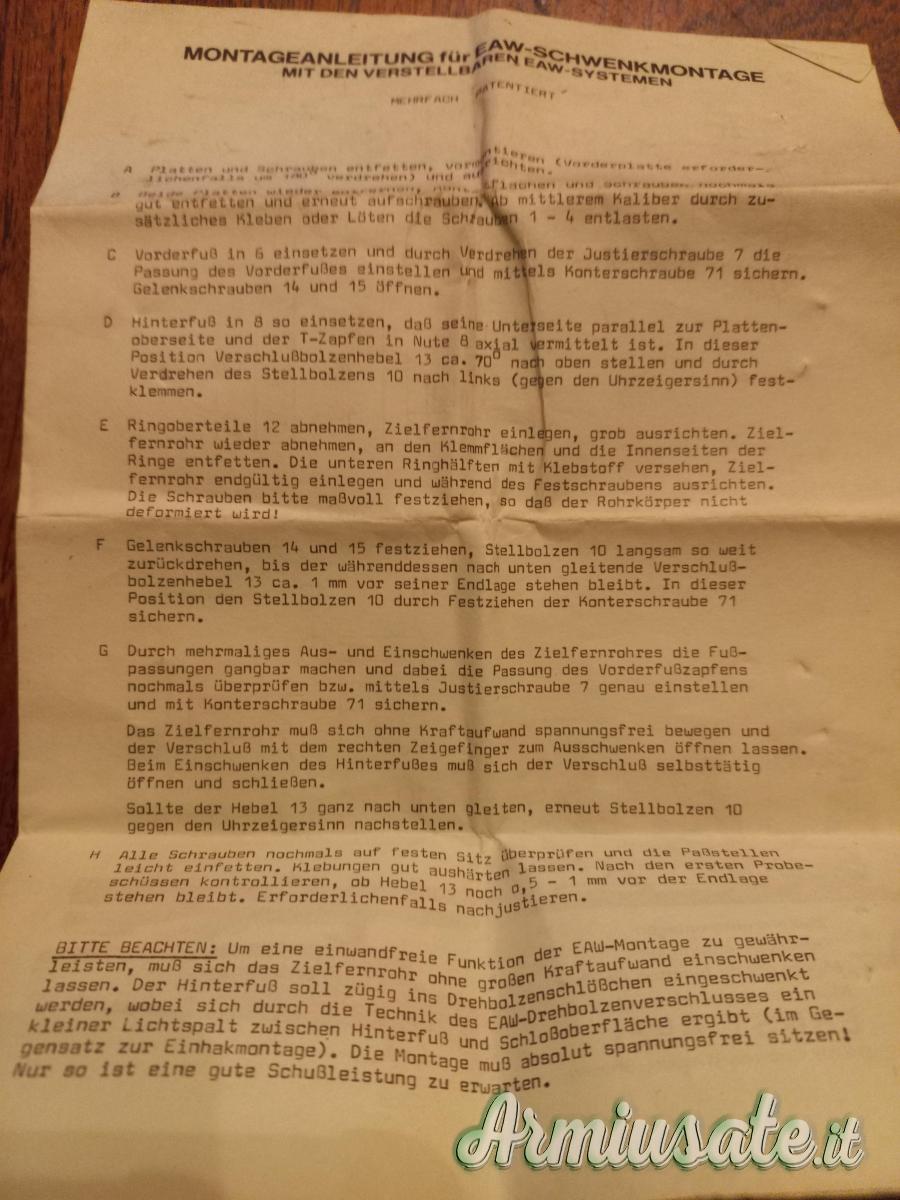 MONTAGEANLEITUNG für EAW-SCHWENKMONTAGE
MIT DEN VERSTELLBAREN EAW-SYSTEMEN
MEHRFACH PATENTIERT
A Platten und Schrauben entfetten, (Vorderplatte erforder-
lichenfalls um 180° verdrehen) und
Beide Platten wieder flächen und Schrauben nochmals
gut entfetten und erneut aufschrauben. Ab mittlerem Kaliber durch zu-
sätzliches Kleben oder Löten die Schrauben 1 - 4 entlasten.
C Vorderfuß in 6 einsetzen und durch Verdrehen der Justierschraube 7 die
Passung des Vorderfußes einstellen und mittels Konterschraube 71 sichern.
Gelenkschrauben 14 und 15 öffnen.
D Hinterfuß in 8 so einsetzen, daß seine Unterseite parallel zur Platten-
oberseite und der T-Zapfen in Nute 8 axial vermittelt ist. In dieser
Position Verschlußbolzenhebel 13 ca. 70° nach oben stellen und durch
Verdrehen des Stellbolzens 10 nach links (gegen den Uhrzeigersinn) fest-
klemmen.
E Ringoberteile 12 abnehmen, Zielfernrohr einlegen, grob ausrichten. Ziel-
fernrohr wieder abnehmen, an den Klemmflächen und die Innenseiten der
Ringe entfetten. Die unteren Ringhälften mit Klebstoff versehen, Ziel-
fernrohr endgültig einlegen und während des Festschraubens ausrichten.
Die Schrauben bitte maßvoll festziehen, so daß der Rohrkörper nicht
deformiert wird!
F Gelenkschrauben 14 und 15 festziehen, Stellbolzen 10 langsam so weit
zurückdrehen, bis der währenddessen nach unten gleitende Verschluß-
bolzenhebel 13 ca. 1 mm vor seiner Endlage stehen bleibt. In dieser
Position den Stellbolzen 10 durch Festziehen der Konterschraube 71
sichern.
G Durch mehrmaliges Aus- und Einschwenken des Zielfernrohres die Fuß-
passungen gangbar machen und dabei die Passung des Vorderfußzapfens
nochmals überprüfen bzw. mittels Justierschraube 7 genau einstellen
und mit Konterschraube 71 sichern.
Das Zielfernrohr muß sich ohne Kraftaufwand spannungsfrei bewegen und
der Verschluß mit dem rechten Zeigefinger zum Ausschwenken öffnen lassen.
Beim Einschwenken des Hinterfußes muß sich der Verschluß selbsttätig
öffnen und schließen.
Sollte der Hebel 13 ganz nach unten gleiten, erneut Stellbolzen 10
gegen den Uhrzeigersinn nachstellen.
H Alle Schrauben nochmals auf festen Sitz überprüfen und die Paßstellen
leicht einfetten. Klebungen gut aushärten lassen. Nach den ersten Probe-
schüssen kontrollieren, ob Hebel 13 noch 0,5 - 1 mm vor der Endlage
stehen bleibt. Erforderlichenfalls nachjustieren.
BITTE BEACHTEN: Um eine einwandfreie Funktion der EAW-Montage zu gewähr-
leisten, muß sich das Zielfernrohr ohne großen Kraftaufwand einschwenken
lassen. Der Hinterfuß soll zügig ins Drehbolzenschlößchen eingeschwenkt
werden, wobei sich durch die Technik des EAW-Drehbolzenverschlusses ein
kleiner Lichtspalt zwischen Hinterfuß und Schloßoberfläche ergibt (im Ge-
gensatz zur Einhakmontage). Die Montage muß absolut spannungsfrei sitzen!
Nur so ist eine gute Schußleistung zu erwarten.
Armiusate.it